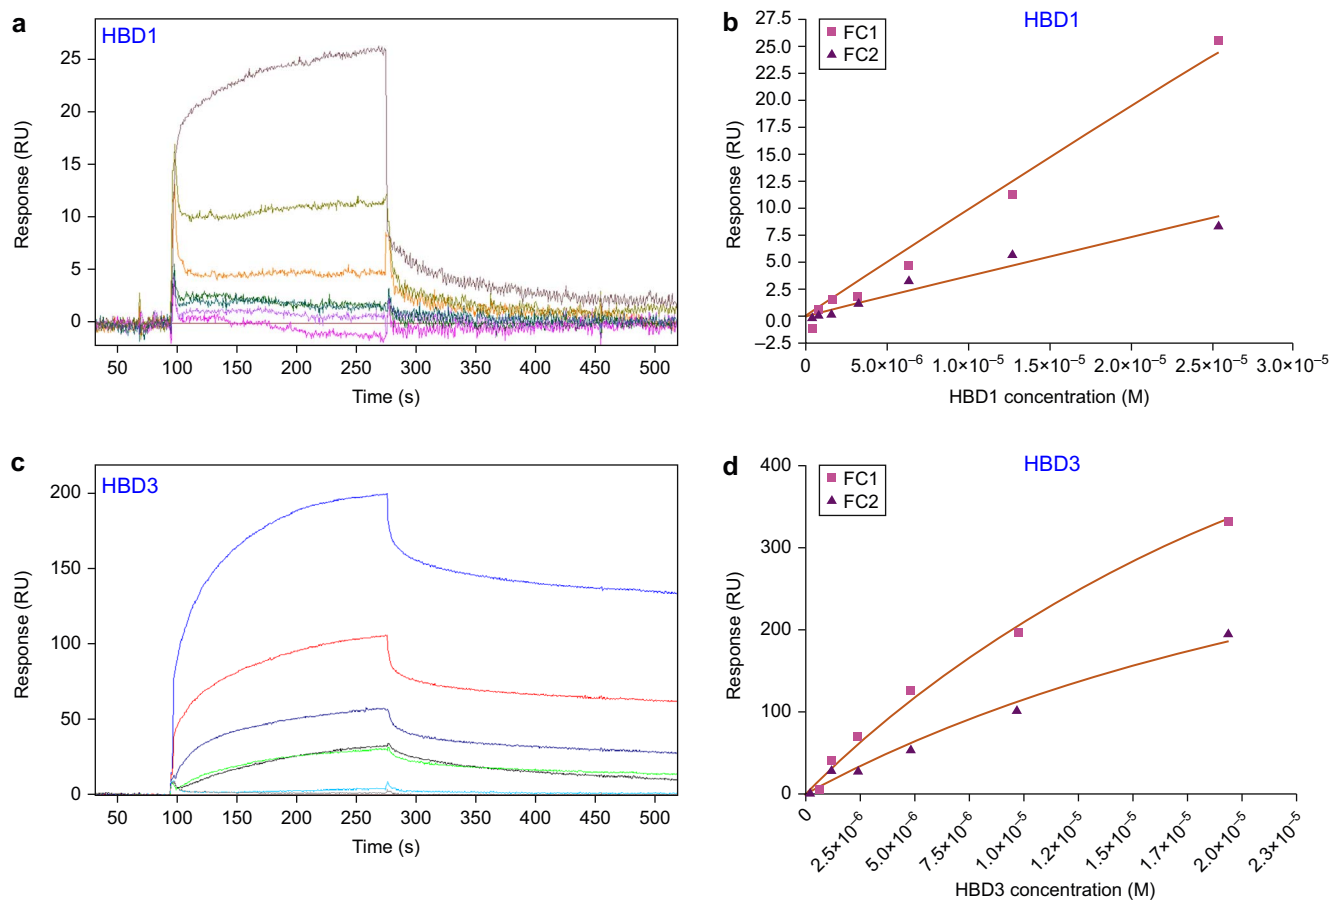 a
HBD1
25
20
15
10
5
0
Response (RU)
50 100 150 200 250 300 350 400 450 500
Time (s)
b
HBD1
FC1
FC2
27.5
25.0
22.5
20.0
17.5
15.0
12.5
10.0
7.5
5.0
2.5
0.0
–2.5
Response (RU)
0 5.0×10⁻⁶ 1.0×10⁻⁵ 1.5×10⁻⁵ 2.0×10⁻⁵ 2.5×10⁻⁵ 3.0×10⁻⁵
HBD1 concentration (M)
c
HBD3
200
150
100
50
0
Response (RU)
50 100 150 200 250 300 350 400 450 500
Time (s)
d
HBD3
FC1
FC2
400
300
200
100
0
Response (RU)
0 2.5×10⁻⁶ 5.0×10⁻⁶ 7.5×10⁻⁶ 1.0×10⁻⁵ 1.2×10⁻⁵ 1.5×10⁻⁵ 1.7×10⁻⁵ 2.0×10⁻⁵ 2.3×10⁻⁵
HBD3 concentration (M)